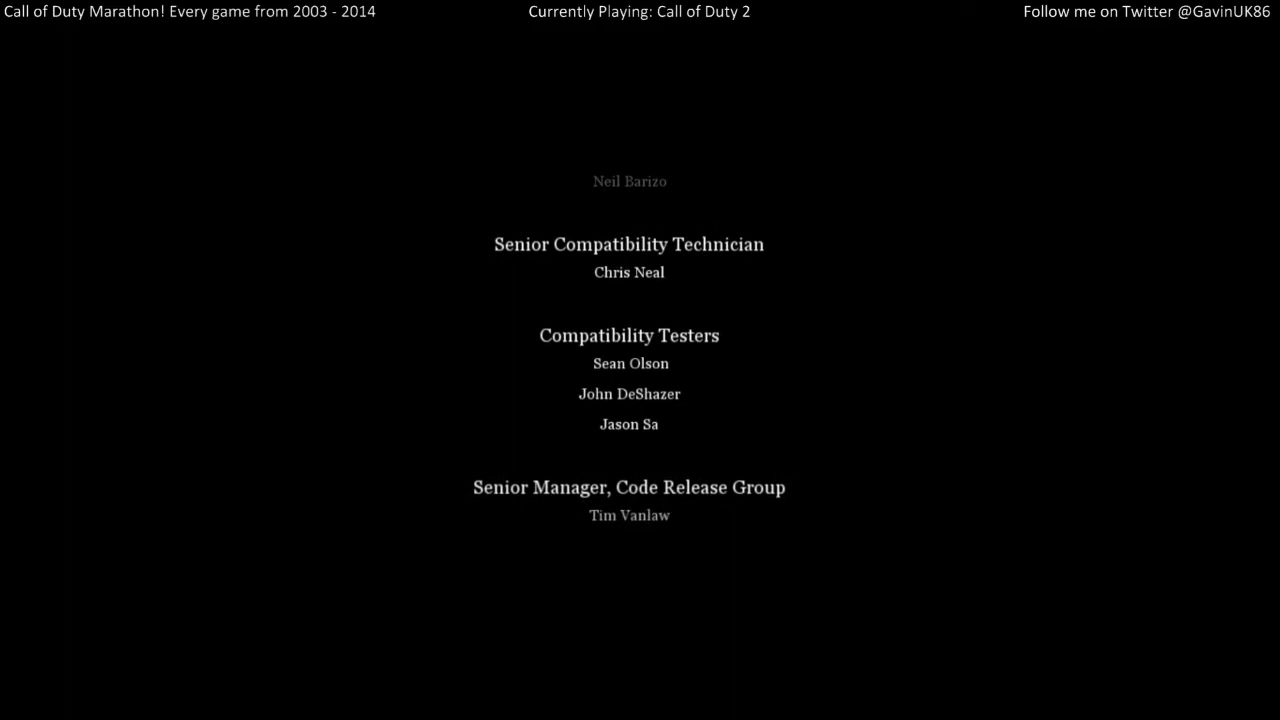 Call of Duty Marathon! Every game from 2003 - 2014
Currently Playing: Call of Duty 2
Follow me on Twitter @GavinUK86
Neil Barizo
Senior Compatibility Technician
Chris Neal
Compatibility Testers
Sean Olson
John DeShazer
Jason Sa
Senior Manager, Code Release Group
Tim Vanlaw